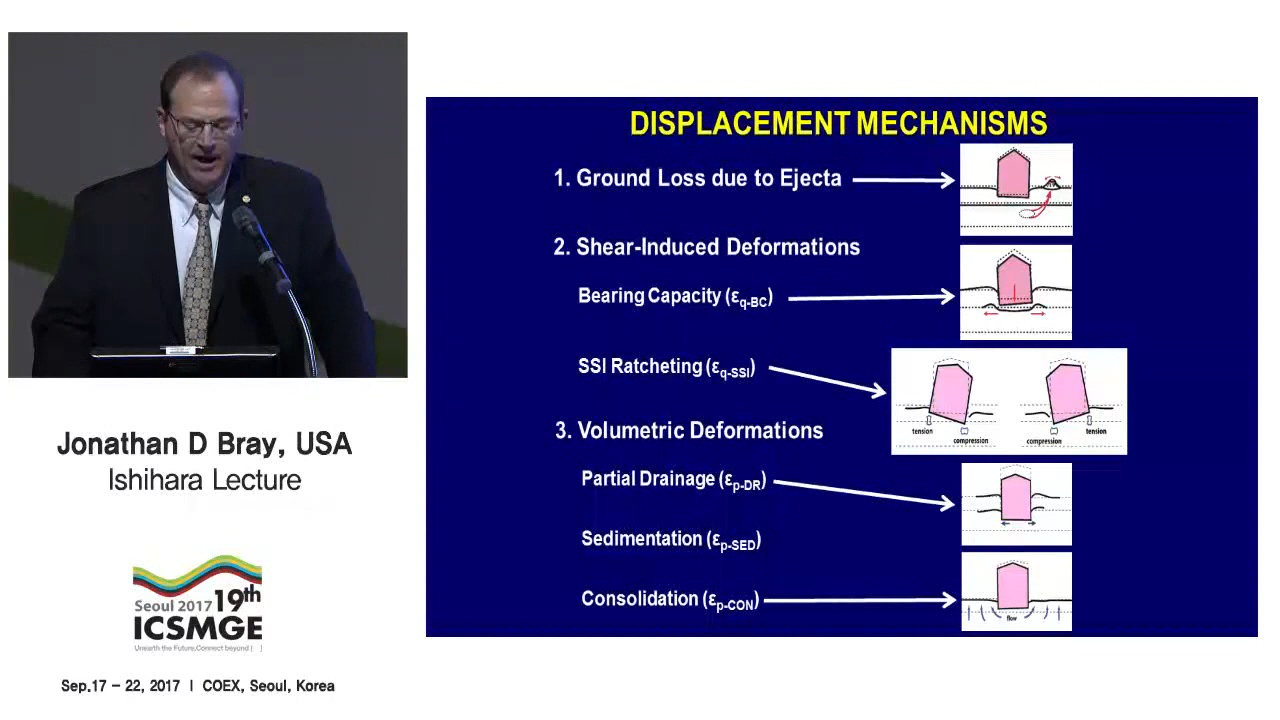 DISPLACEMENT MECHANISMS
1. Ground Loss due to Ejecta
2. Shear-Induced Deformations
Bearing Capacity (εq-BC)
SSI Ratcheting (εq-SSI)
tension
compression
compression
tension
3. Volumetric Deformations
Partial Drainage (εp-DR)
Sedimentation (εp-SED)
Consolidation (εp-CON)
flow
Jonathan D Bray, USA
Ishihara Lecture
Seoul 2017 19th
ICSMGE
Unearth the Future, Connect beyond [ ]
Sep.17 – 22, 2017 I COEX, Seoul, Korea